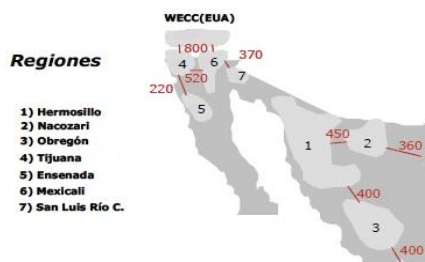 WECC(EUA)
800
370
Regiones
4
6
7
520
220
5
1) Hermosillo
2) Nacozari
3) Obregón
4) Tijuana
5) Ensenada
6) Mexicali
7) San Luis Río C.
450
1
2
360
400
3
400